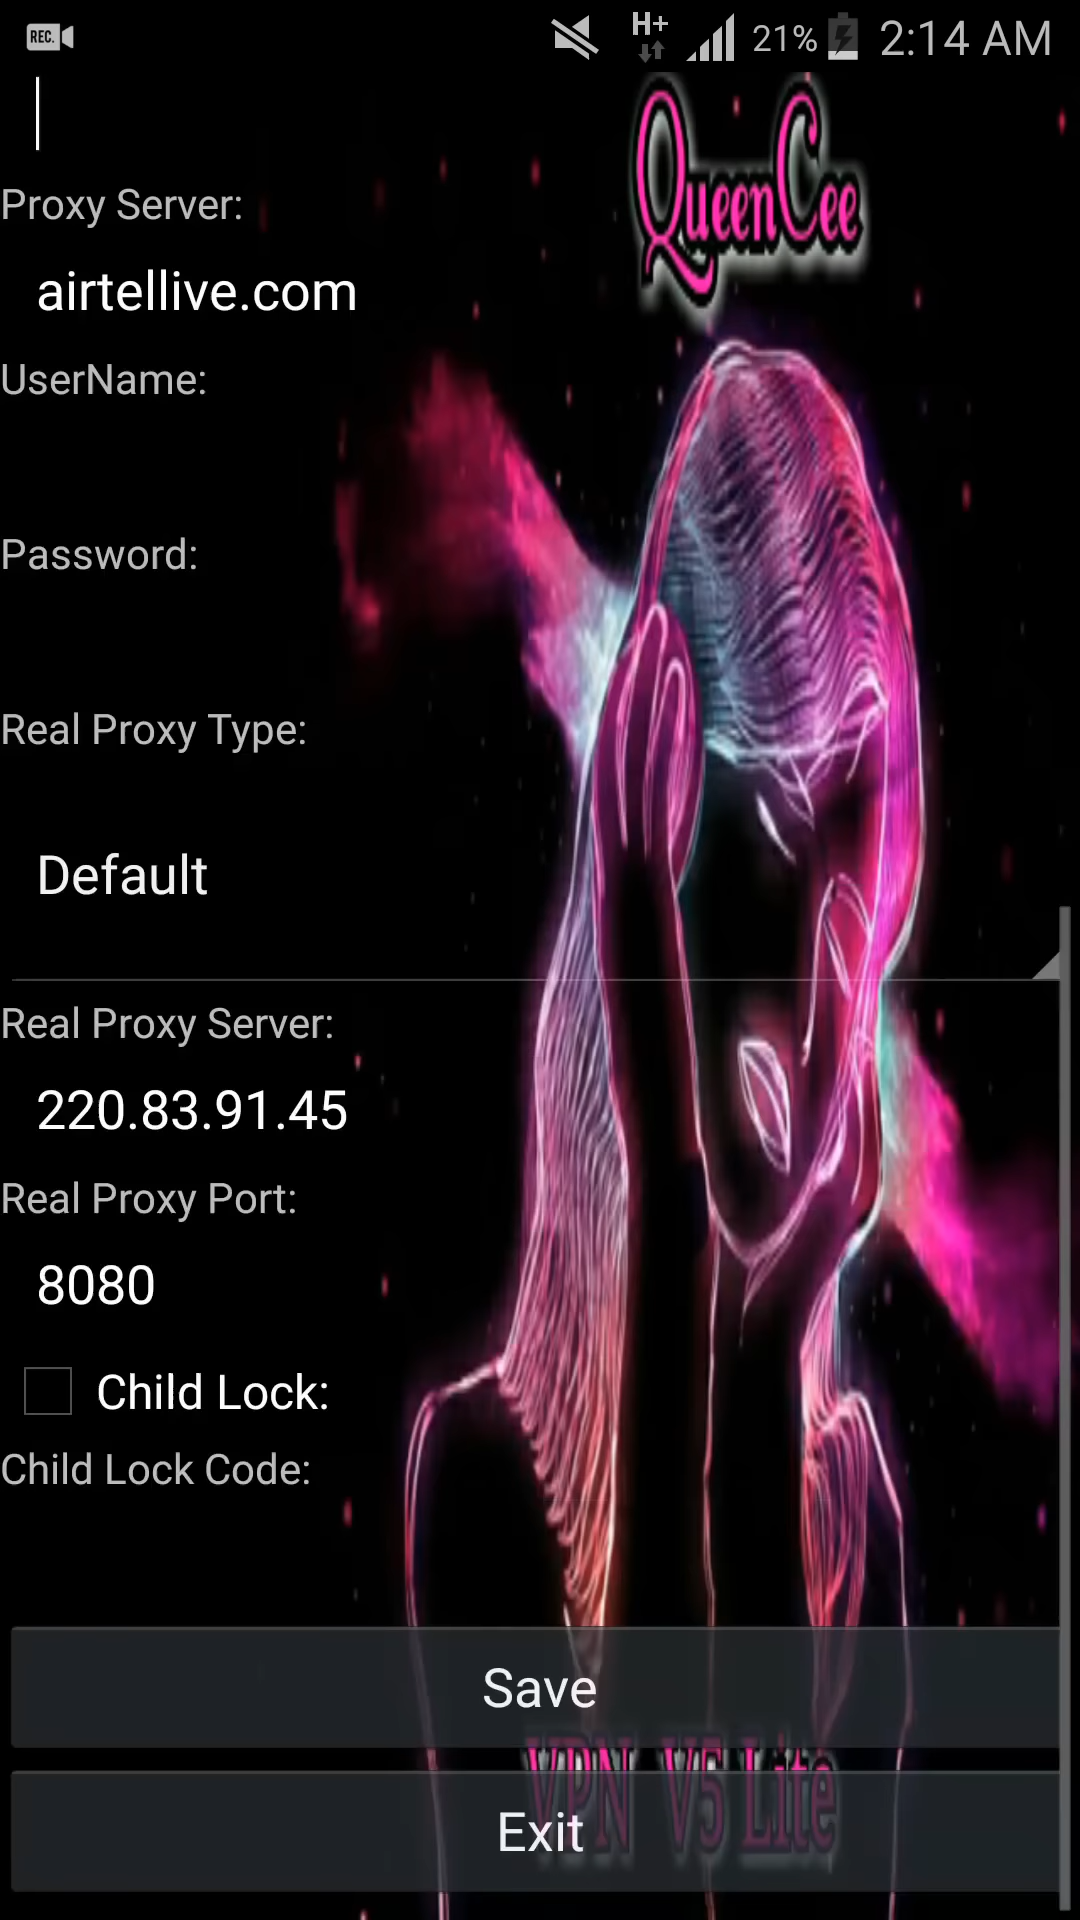 REC.
H+ 21% 2:14 AM
QueenCee
Proxy Server:
airtellive.com
UserName:
Password:
Real Proxy Type:
Default
Real Proxy Server:
220.83.91.45
Real Proxy Port:
8080
Child Lock:
Child Lock Code:
Save
VPN V5 Lite
Exit